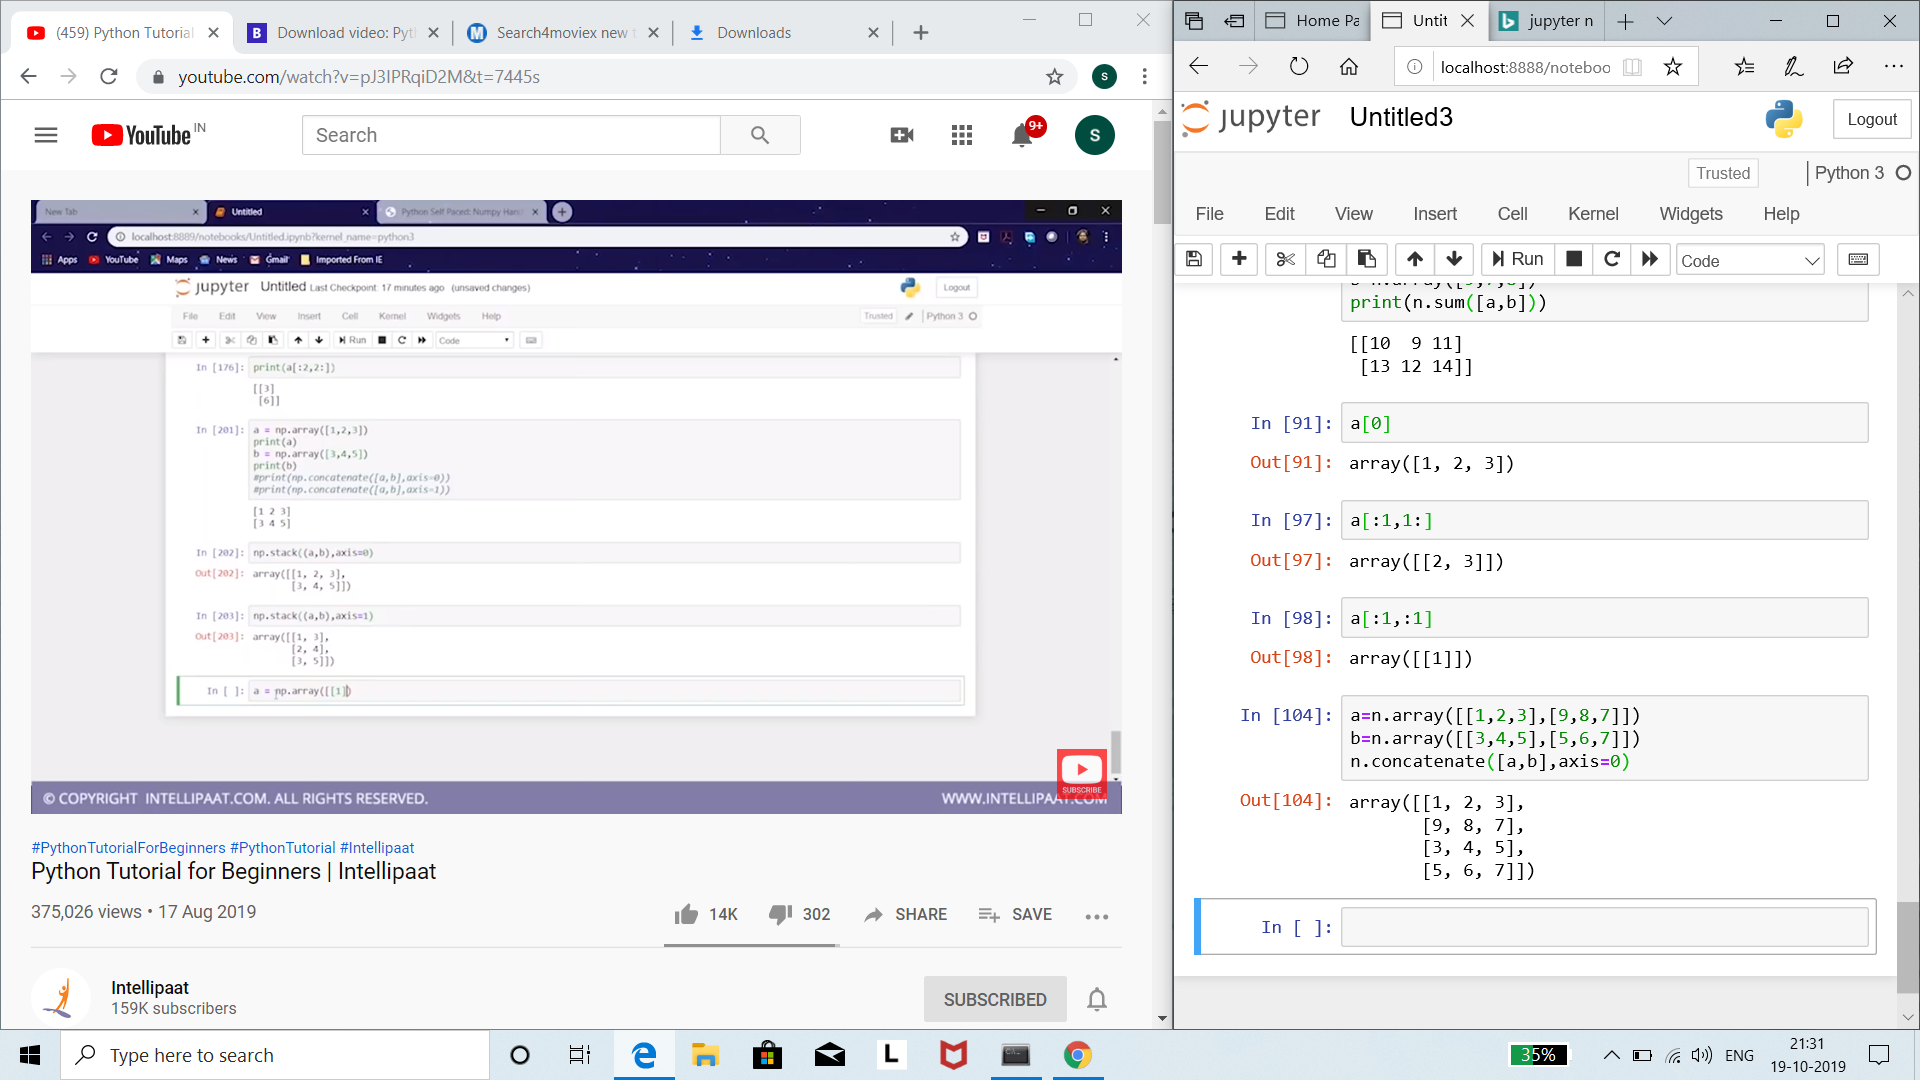 (459) Python Tutorial
Download video: Pyt
Search4moviex new t
Downloads
youtube.com/watch?v=pJ3IPRqiD2M&t=7445s
S
YouTube IN
Search
9+
S
New Tab
Untitled
Python Self Paced: Numpy Hand
localhost:8889/notebooks/Untitled.ipynb?kernel_name=python3
Apps YouTube Maps News Gmail Imported From IE
jupyter Untitled Last Checkpoint: 17 minutes ago (unsaved changes)
Logout
File Edit View Insert Cell Kernel Widgets Help
Trusted Python 3
Run Code
In [176]: print(a[:2,2:])
[[3]
[6]]
In [201]: a = np.array([1,2,3])
print(a)
b = np.array([3,4,5])
print(b)
#print(np.concatenate([a,b],axis=0))
#print(np.concatenate([a,b],axis=1))
[1 2 3]
[3 4 5]
In [202]: np.stack((a,b),axis=0)
Out[202]: array([[1, 2, 3],
[3, 4, 5]])
In [203]: np.stack((a,b),axis=1)
Out[203]: array([[1, 3],
[2, 4],
[3, 5]])
In [ ]: a = np.array([[1])
SUBSCRIBE
© COPYRIGHT INTELLIPAAT.COM. ALL RIGHTS RESERVED.
WWW.INTELLIPAAT.COM
#PythonTutorialForBeginners #PythonTutorial #Intellipaat
Python Tutorial for Beginners | Intellipaat
375,026 views • 17 Aug 2019
14K 302 SHARE SAVE
Intellipaat
159K subscribers
SUBSCRIBED
Home Pa
Untit
jupyter n
localhost:8888/noteboo
jupyter Untitled3
Logout
Trusted
Python 3
File Edit View Insert Cell Kernel Widgets Help
Run Code
print(n.sum([a,b]))
[[10 9 11]
[13 12 14]]
In [91]: a[0]
Out[91]: array([1, 2, 3])
In [97]: a[:1,1:]
Out[97]: array([[2, 3]])
In [98]: a[:1,:1]
Out[98]: array([[1]])
In [104]: a=n.array([[1,2,3],[9,8,7]])
b=n.array([[3,4,5],[5,6,7]])
n.concatenate([a,b],axis=0)
Out[104]: array([[1, 2, 3],
[9, 8, 7],
[3, 4, 5],
[5, 6, 7]])
In [ ]:
Type here to search
L
35%
ENG
21:31
19-10-2019